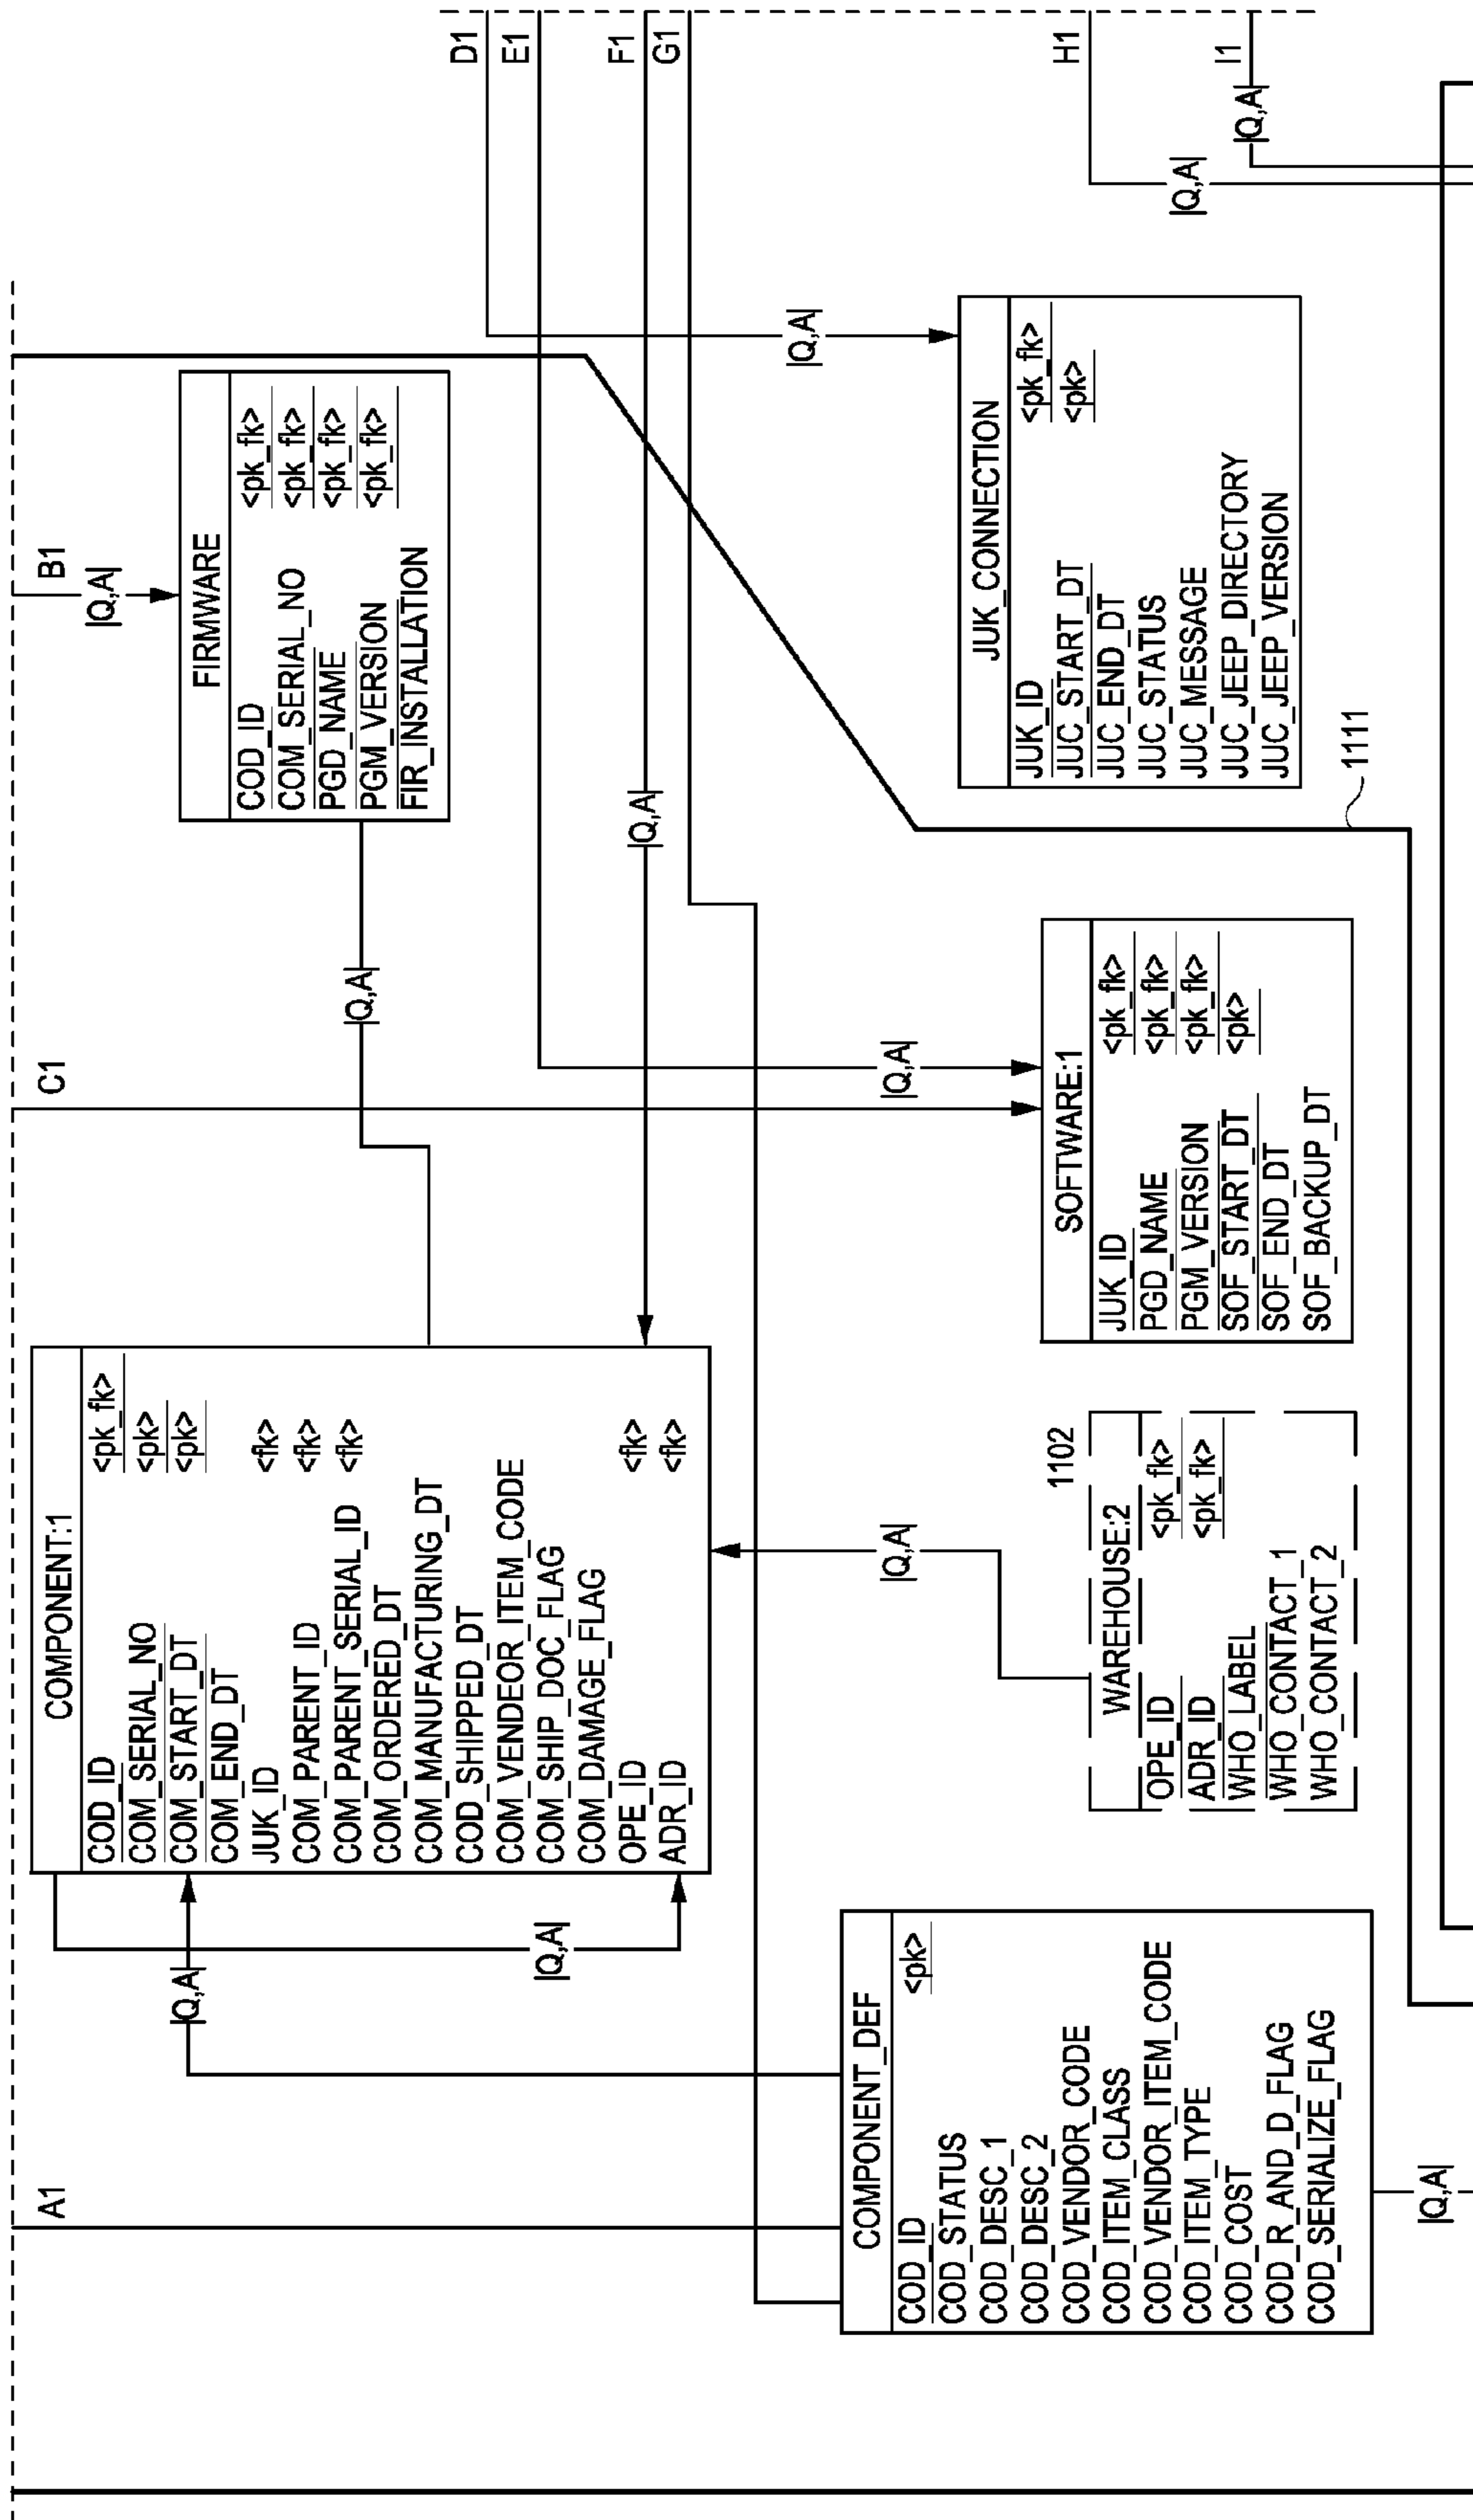 A1
C1
B1
|Q,A|
COMPONENT:1
COD_ID <pk_fk>
COM_SERIAL_NO <pk>
COM_START_DT <pk>
COM_END_DT
JUK_ID <fk>
COM_PARENT_ID <fk>
COM_PARENT_SERIAL_ID <fk>
COM_ORDERED_DT
COM_MANUFACTURING_DT
COD_SHIPPED_DT
COM_VENDEOR_ITEM_CODE
COM_SHIP_DOC_FLAG
COM_DAMAGE_FLAG
OPE_ID <fk>
ADR_ID <fk>
|Q,A|
|Q,A|
FIRMWARE
COD_ID <pk_fk>
COM_SERIAL_NO <pk_fk>
PGD_NAME <pk_fk>
PGM_VERSION <pk_fk>
FIR_INSTALLATION
|Q,A|
D1
E1
F1
G1
|Q,A|
|Q,A|
|Q,A|
|Q,A|
COMPONENT_DEF
COD_ID <pk>
COD_STATUS
COD_DESC_1
COD_DESC_2
COD_VENDOR_CODE
COD_ITEM_CLASS
COD_VENDOR_ITEM_CODE
COD_ITEM_TYPE
COD_COST
COD_R_AND_D_FLAG
COD_SERIALIZE_FLAG
|Q,A|
1102
WAREHOUSE:2
OPE_ID <pk_fk>
ADR_ID <pk_fk>
WHO_LABEL
WHO_CONTACT_1
WHO_CONTACT_2
SOFTWARE:1
JUK_ID <pk_fk>
PGD_NAME <pk_fk>
PGM_VERSION <pk_fk>
SOF_START_DT <pk>
SOF_END_DT
SOF_BACKUP_DT
JUK_CONNECTION
JUK_ID <pk_fk>
JUC_START_DT <pk>
JUC_END_DT
JUC_STATUS
JUC_MESSAGE
JUC_JEEP_DIRECTORY
JUC_JEEP_VERSION
1111
H1
|Q,A|
I1
|Q,A|